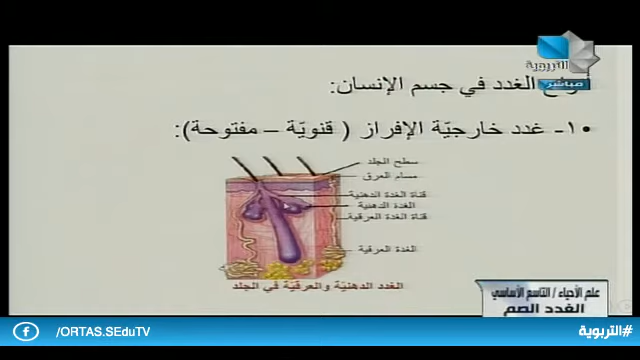 التربوية
مباشر
الغدد في جسم الإنسان:
•١- غدد خارجيّة الإفراز ( قنويّة – مفتوحة):
سطح الجلد
مسام العرق
قناة الغدة الدهنية
الغدة الدهنية
قناة الغدة العرقية
الغدة العرقية
الغدد الدهنيّة والعرقيّة في الجلد
علم الأحياء / التاسع الأساسي
الغدد الصم
f /ORTAS.SEduTV
#التربوية